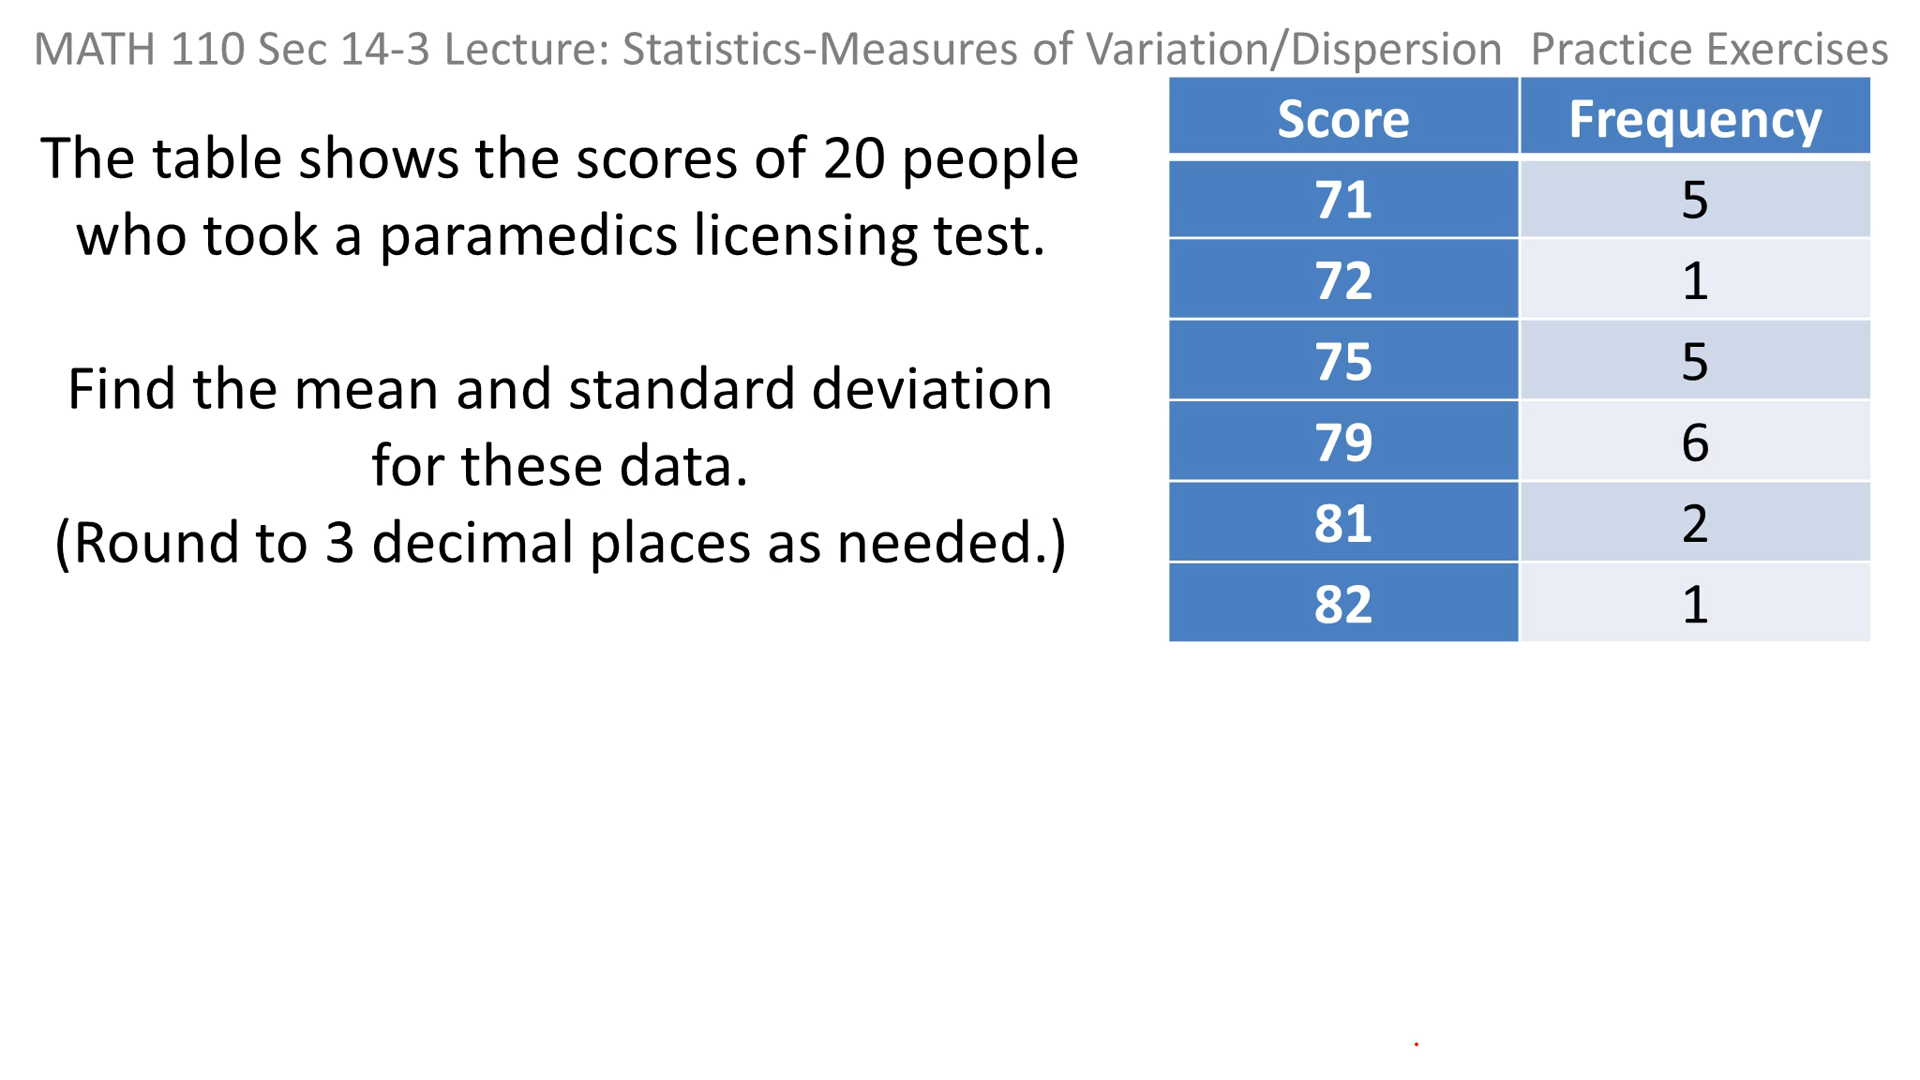 MATH 110 Sec 14-3 Lecture: Statistics-Measures of Variation/Dispersion Practice Exercises
The table shows the scores of 20 people
who took a paramedics licensing test.
Find the mean and standard deviation
for these data.
(Round to 3 decimal places as needed.)
Score Frequency
71 5
72 1
75 5
79 6
81 2
82 1